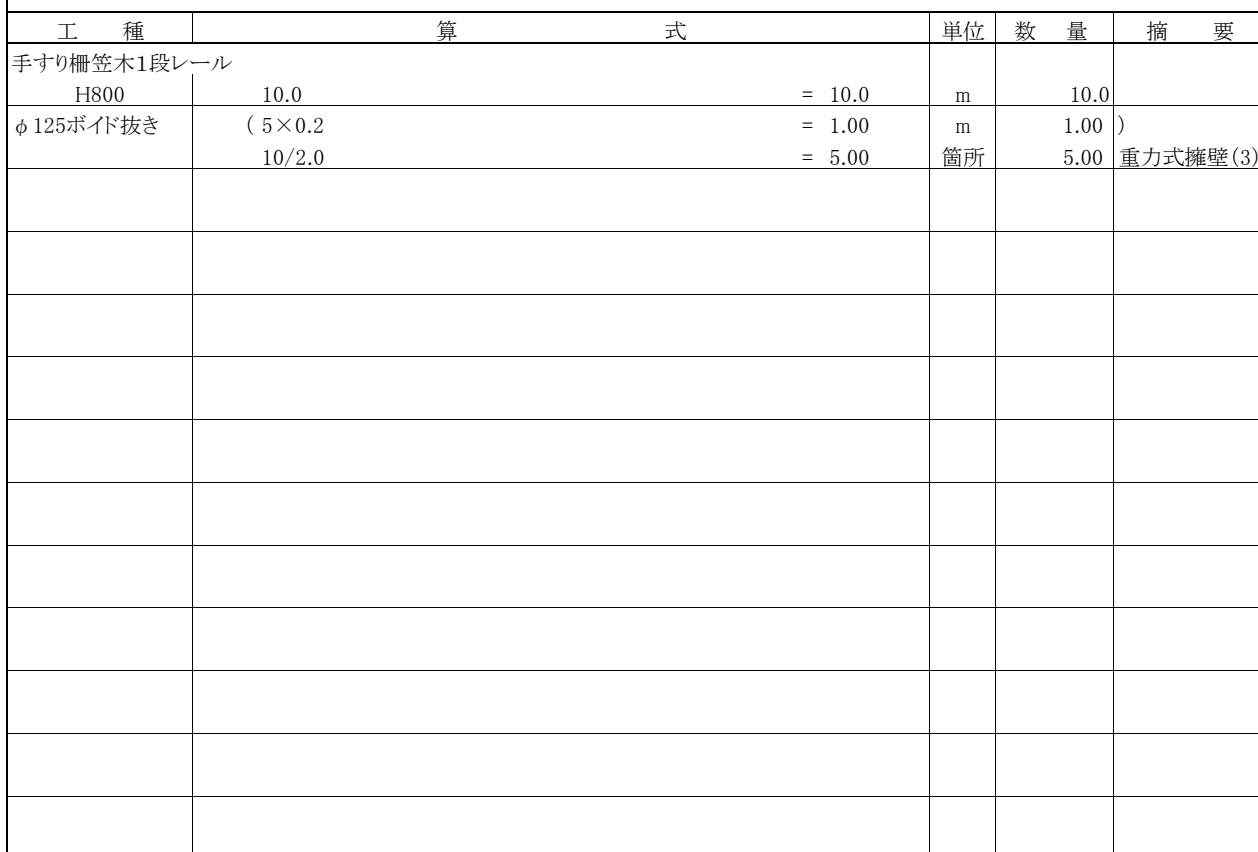 工 種 算 式 単位 数 量 摘 要
手すり柵笠木1段レール
H800 10.0 = 10.0 m 10.0
φ125ボイド抜き ( 5×0.2 = 1.00 m 1.00 )
10/2.0 = 5.00 箇所 5.00 重力式擁壁(3)